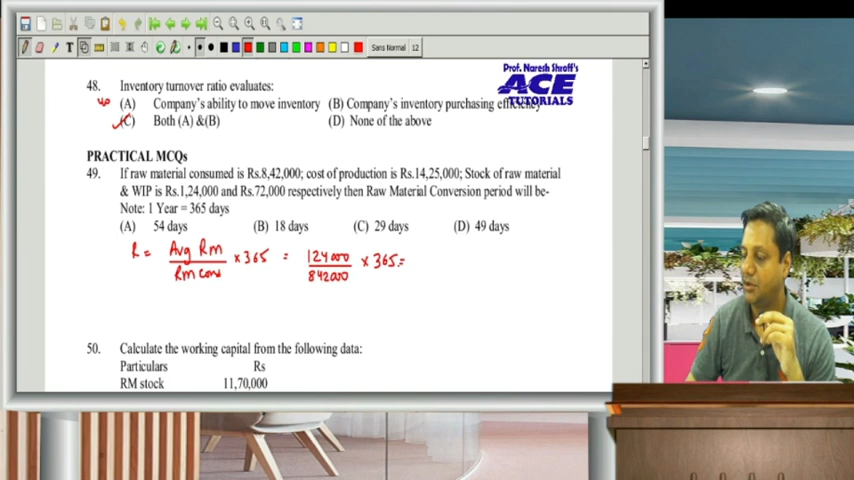 Sans Normal 12
Prof. Naresh Shroff's
ACE
TUTORIALS
48. Inventory turnover ratio evaluates:
(A) Company's ability to move inventory (B) Company's inventory purchasing efficiency
(C) Both (A) &(B) (D) None of the above
PRACTICAL MCQs
49. If raw material consumed is Rs.8,42,000; cost of production is Rs.14,25,000; Stock of raw material
& WIP is Rs.1,24,000 and Rs.72,000 respectively then Raw Material Conversion period will be-
Note: 1 Year = 365 days
(A) 54 days (B) 18 days (C) 29 days (D) 49 days
R = Avg Rm / Rm cons × 365 = 124000 / 842000 × 365=
50. Calculate the working capital from the following data:
Particulars Rs
RM stock 11,70,000